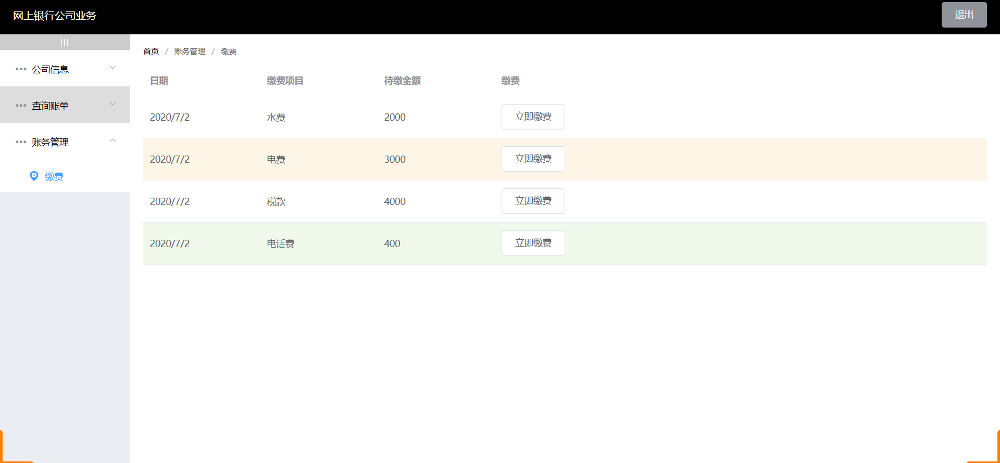 网上银行公司业务
退出
|||
公司信息
查询账单
账务管理
缴费
首页 / 账务管理 / 缴费
日期 缴费项目 待缴金额 缴费
2020/7/2 水费 2000 立即缴费
2020/7/2 电费 3000 立即缴费
2020/7/2 税款 4000 立即缴费
2020/7/2 电话费 400 立即缴费